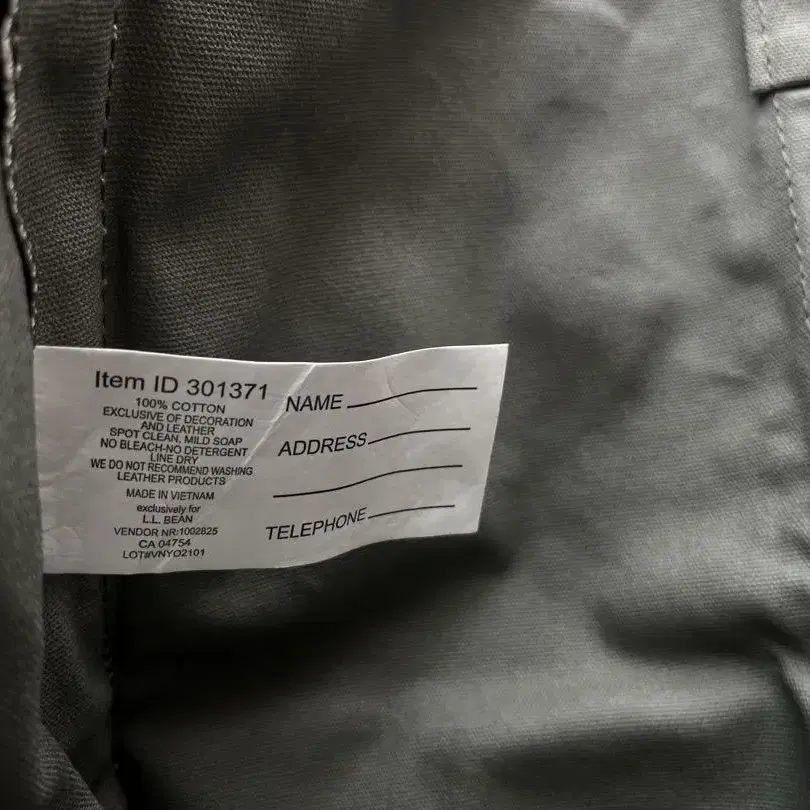 Item ID 301371
100% COTTON
EXCLUSIVE OF DECORATION
AND LEATHER
SPOT CLEAN, MILD SOAP
NO BLEACH-NO DETERGENT
LINE DRY
WE DO NOT RECOMMEND WASHING
LEATHER PRODUCTS
MADE IN VIETNAM
exclusively for
L.L. BEAN
VENDOR NR:1002825
CA 04754
LOT#VNYO2101
NAME
ADDRESS
TELEPHONE